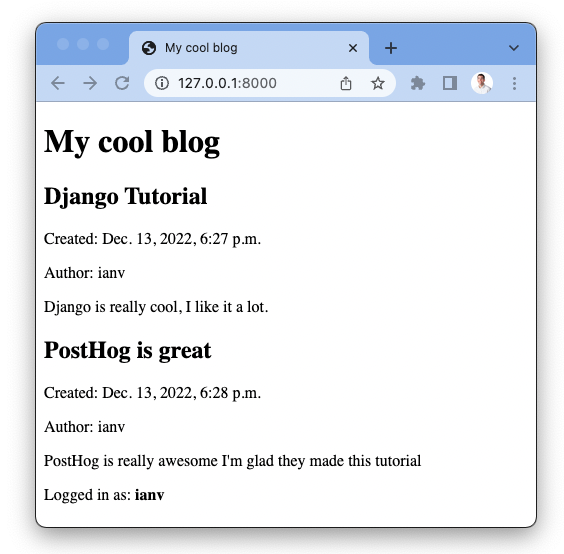 My cool blog
127.0.0.1:8000
My cool blog
Django Tutorial
Created: Dec. 13, 2022, 6:27 p.m.
Author: ianv
Django is really cool, I like it a lot.
PostHog is great
Created: Dec. 13, 2022, 6:28 p.m.
Author: ianv
PostHog is really awesome I'm glad they made this tutorial
Logged in as: ianv